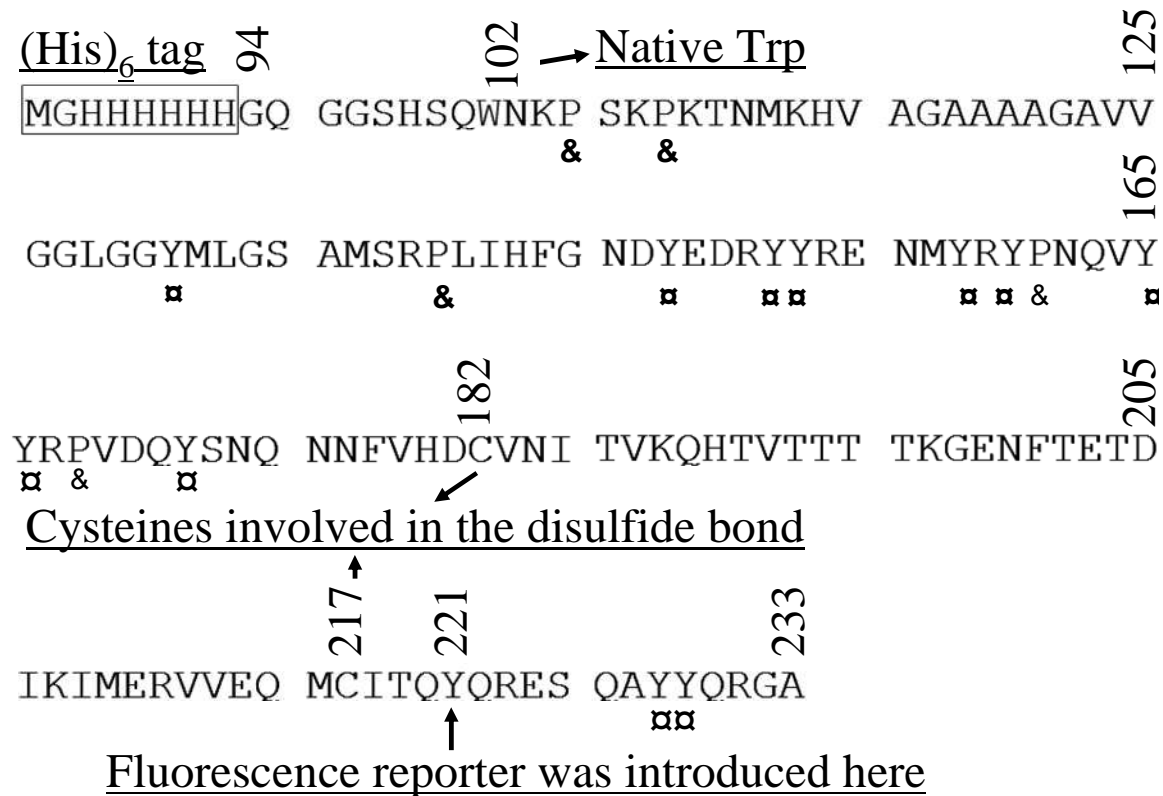 (His)6 tag 94 102 Native Trp 125
MGHHHHHHGQ GGSHSQWNKP SKPKTNMKHV AGAAAAGAVV
& &
165
GGLGGYMLGS AMSRPLIHFG NDYEDRYYRE NMYRYPNQVY
¤ & ¤ ¤ ¤ ¤ ¤ & ¤
182 205
YRPVDQYSNQ NNFVHDCVNI TVKQHTVTTT TKGENFTETD
¤ & ¤
Cysteines involved in the disulfide bond
217 221 233
IKIMERVVEQ MCITQYQRES QAYYQRGA
¤¤
Fluorescence reporter was introduced here